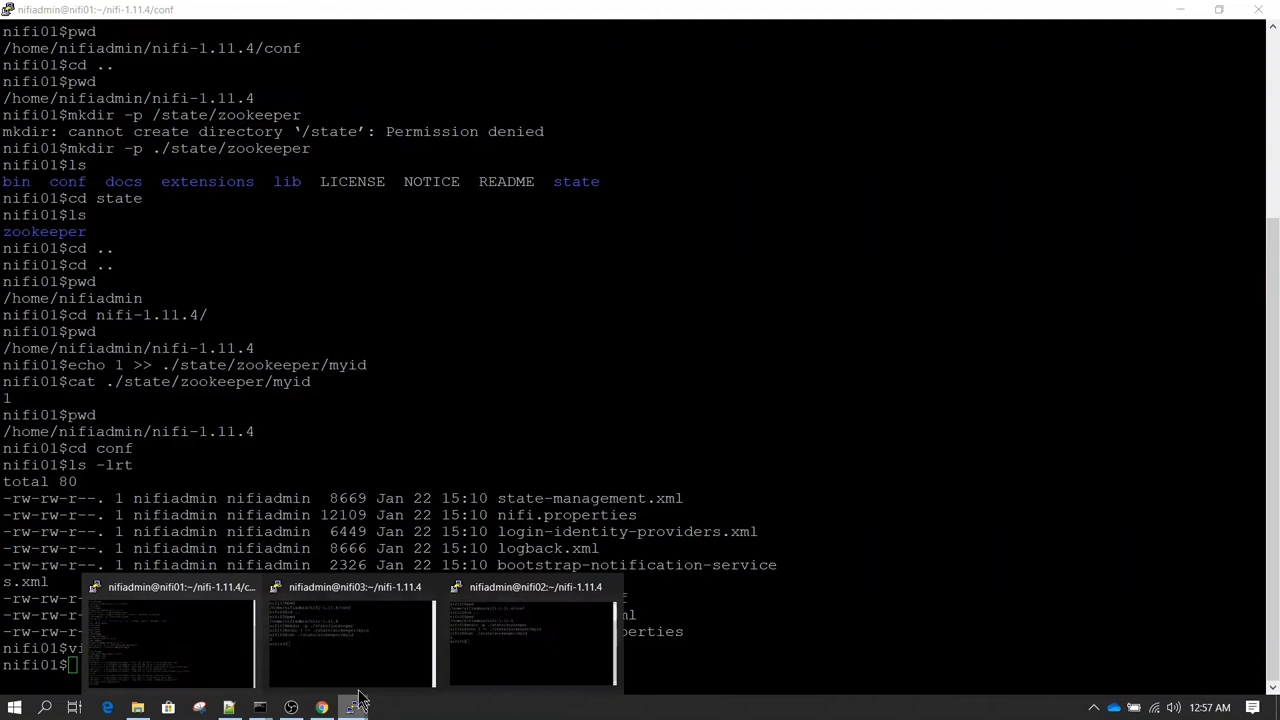 nifiadmin@nifi01:~/nifi-1.11.4/conf
nifi01$pwd
/home/nifiadmin/nifi-1.11.4/conf
nifi01$cd ..
nifi01$pwd
/home/nifiadmin/nifi-1.11.4
nifi01$mkdir -p /state/zookeeper
mkdir: cannot create directory ‘/state’: Permission denied
nifi01$mkdir -p ./state/zookeeper
nifi01$ls
bin conf docs extensions lib LICENSE NOTICE README state
nifi01$cd state
nifi01$ls
zookeeper
nifi01$cd ..
nifi01$cd ..
nifi01$pwd
/home/nifiadmin
nifi01$cd nifi-1.11.4/
nifi01$pwd
/home/nifiadmin/nifi-1.11.4
nifi01$echo 1 >> ./state/zookeeper/myid
nifi01$cat ./state/zookeeper/myid
1
nifi01$pwd
/home/nifiadmin/nifi-1.11.4
nifi01$cd conf
nifi01$ls -lrt
total 80
-rw-rw-r--. 1 nifiadmin nifiadmin 8669 Jan 22 15:10 state-management.xml
-rw-rw-r--. 1 nifiadmin nifiadmin 12109 Jan 22 15:10 nifi.properties
-rw-rw-r--. 1 nifiadmin nifiadmin 6449 Jan 22 15:10 login-identity-providers.xml
-rw-rw-r--. 1 nifiadmin nifiadmin 8666 Jan 22 15:10 logback.xml
-rw-rw-r--. 1 nifiadmin nifiadmin 2326 Jan 22 15:10 bootstrap-notification-service
s.xml
nifiadmin@nifi01:~/nifi-1.11.4/c... nifiadmin@nifi03:~/nifi-1.11.4 nifiadmin@nifi02:~/nifi-1.11.4
-rw-r
-rw-r
-rw-r perties
nifi01$vi
nifi01$
12:57 AM